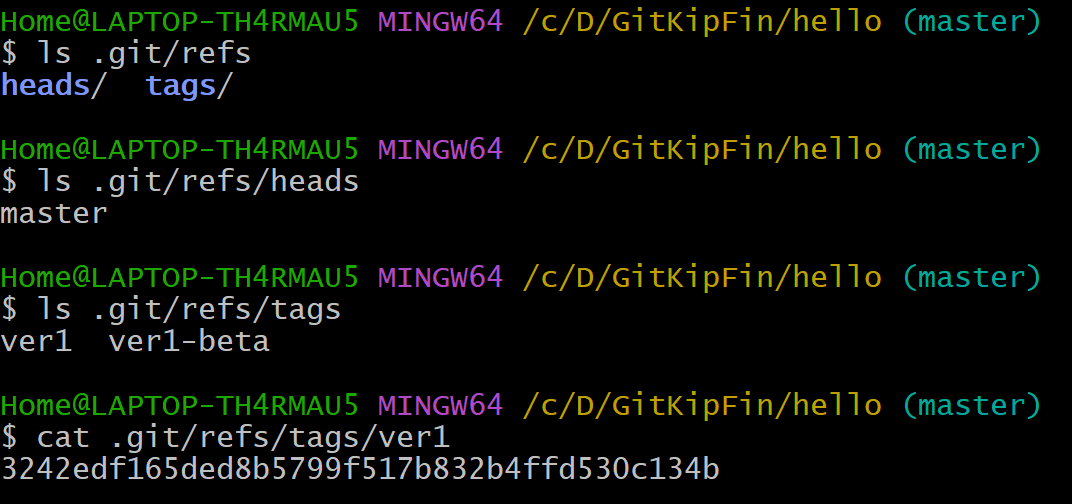 Home@LAPTOP-TH4RMAU5 MINGW64 /c/D/GitKipFin/hello (master)
$ ls .git/refs
heads/  tags/
Home@LAPTOP-TH4RMAU5 MINGW64 /c/D/GitKipFin/hello (master)
$ ls .git/refs/heads
master
Home@LAPTOP-TH4RMAU5 MINGW64 /c/D/GitKipFin/hello (master)
$ ls .git/refs/tags
ver1  ver1-beta
Home@LAPTOP-TH4RMAU5 MINGW64 /c/D/GitKipFin/hello (master)
$ cat .git/refs/tags/ver1
3242edf165ded8b5799f517b832b4ffd530c134b